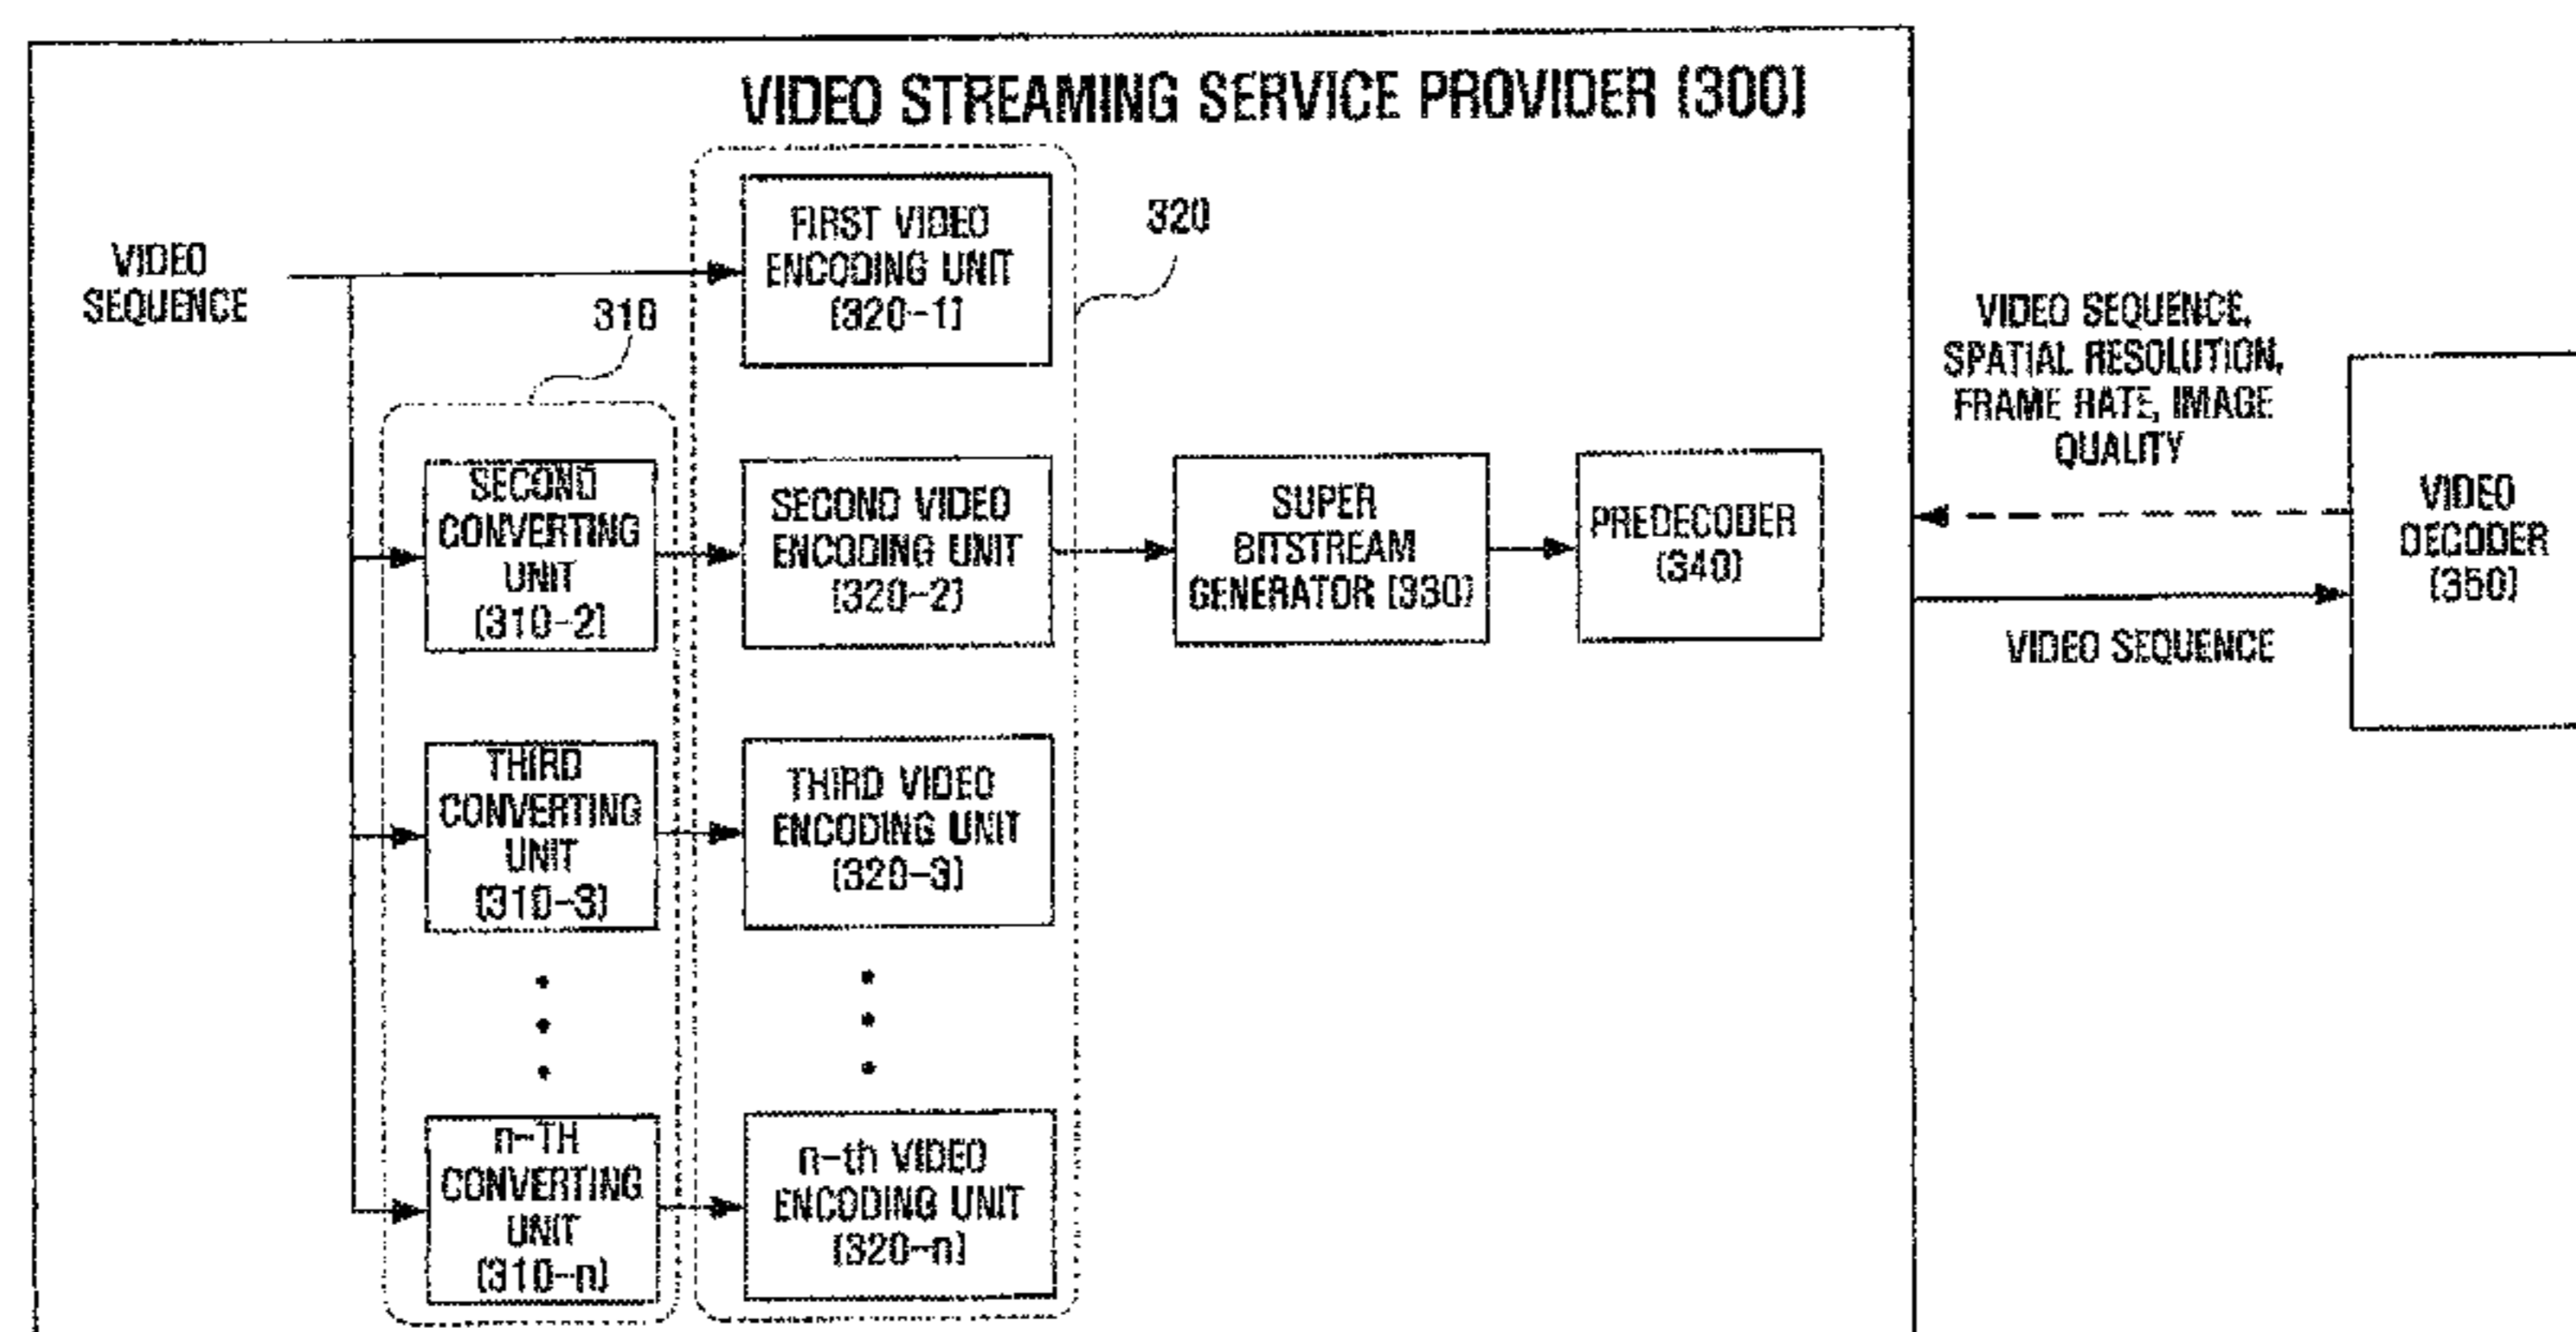 VIDEO STREAMING SERVICE PROVIDER (300)
VIDEO
SEQUENCE
310
320
FIRST VIDEO
ENCODING UNIT
(320-1)
SECOND
CONVERTING
UNIT
(310-2)
SECOND VIDEO
ENCODING UNIT
(320-2)
SUPER
BITSTREAM
GENERATOR (330)
PREDECODER
(340)
THIRD
CONVERTING
UNIT
(310-3)
THIRD VIDEO
ENCODING UNIT
(320-3)
n-TH
CONVERTING
UNIT
(310-n)
n-th VIDEO
ENCODING UNIT
(320-n)
VIDEO SEQUENCE,
SPATIAL RESOLUTION,
FRAME RATE, IMAGE
QUALITY
VIDEO SEQUENCE
VIDEO
DECODER
(350)